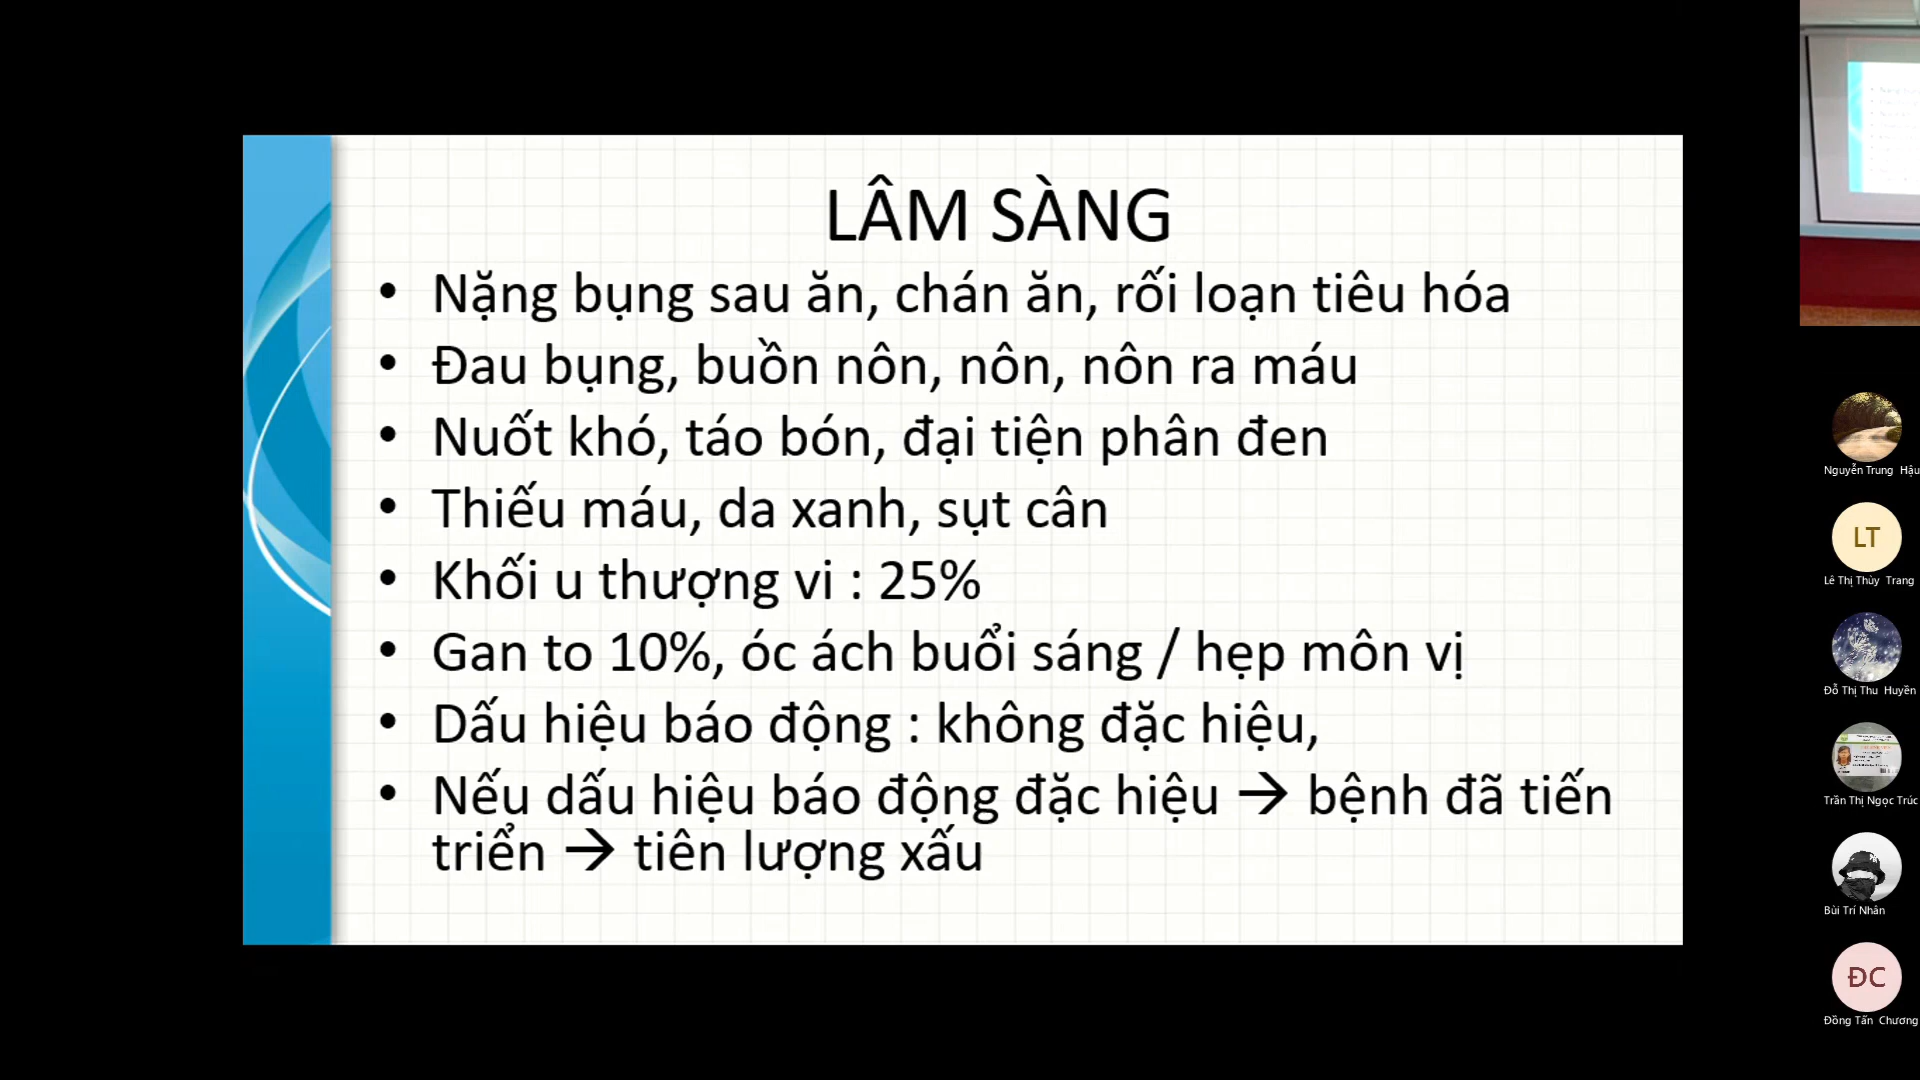 LÂM SÀNG
• Nặng bụng sau ăn, chán ăn, rối loạn tiêu hóa
• Đau bụng, buồn nôn, nôn, nôn ra máu
• Nuốt khó, táo bón, đại tiện phân đen
• Thiếu máu, da xanh, sụt cân
• Khối u thượng vi : 25%
• Gan to 10%, óc ách buổi sáng / hẹp môn vị
• Dấu hiệu báo động : không đặc hiệu,
• Nếu dấu hiệu báo động đặc hiệu → bệnh đã tiến
triển → tiên lượng xấu
Nguyễn Trung Hậu
LT
Lê Thị Thùy Trang
Đỗ Thị Thu Huyền
Trần Thị Ngọc Trúc
Bùi Trí Nhân
ĐC
Đồng Tấn Chương